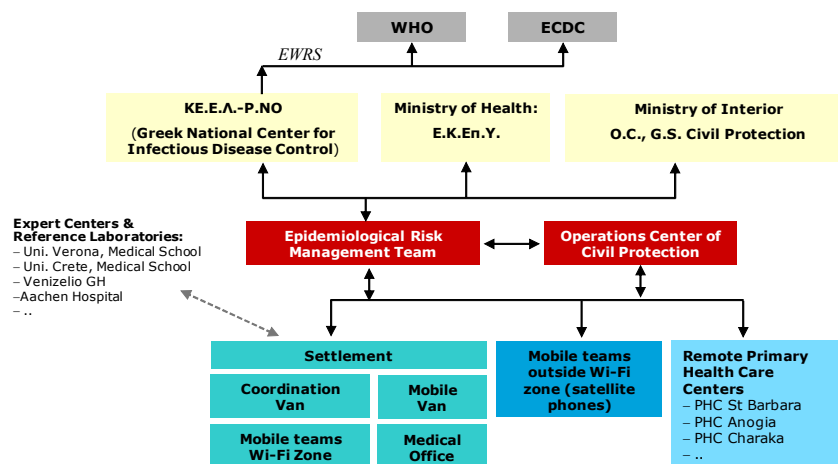 WHO
ECDC
EWRS
ΚΕ.Ε.Λ.-Ρ.ΝΟ
(Greek National Center for
Infectious Disease Control)
Ministry of Health:
Ε.Κ.Επ.Υ.
Ministry of Interior
O.C., G.S. Civil Protection
Expert Centers &
Reference Laboratories:
– Uni. Verona, Medical School
– Uni. Crete, Medical School
– Venizelio GH
–Aachen Hospital
– ..
Epidemiological Risk
Management Team
Operations Center of
Civil Protection
Settlement
Coordination
Van
Mobile
Van
Mobile teams
Wi-Fi Zone
Medical
Office
Mobile teams
outside Wi-Fi
zone (satellite
phones)
Remote Primary
Health Care
Centers
– PHC St Barbara
– PHC Anogia
– PHC Charaka
– ..